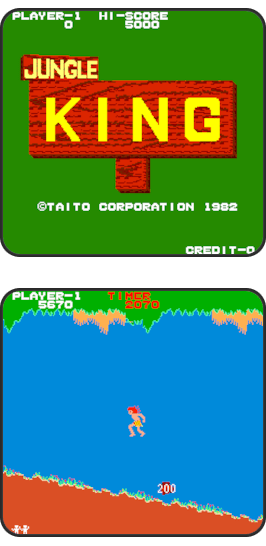 PLAYER-1 HI-SCORE
0 5000
JUNGLE
KING
©TAITO CORPORATION 1982
CREDIT-0
PLAYER-1 TIMER
5670 2070
200